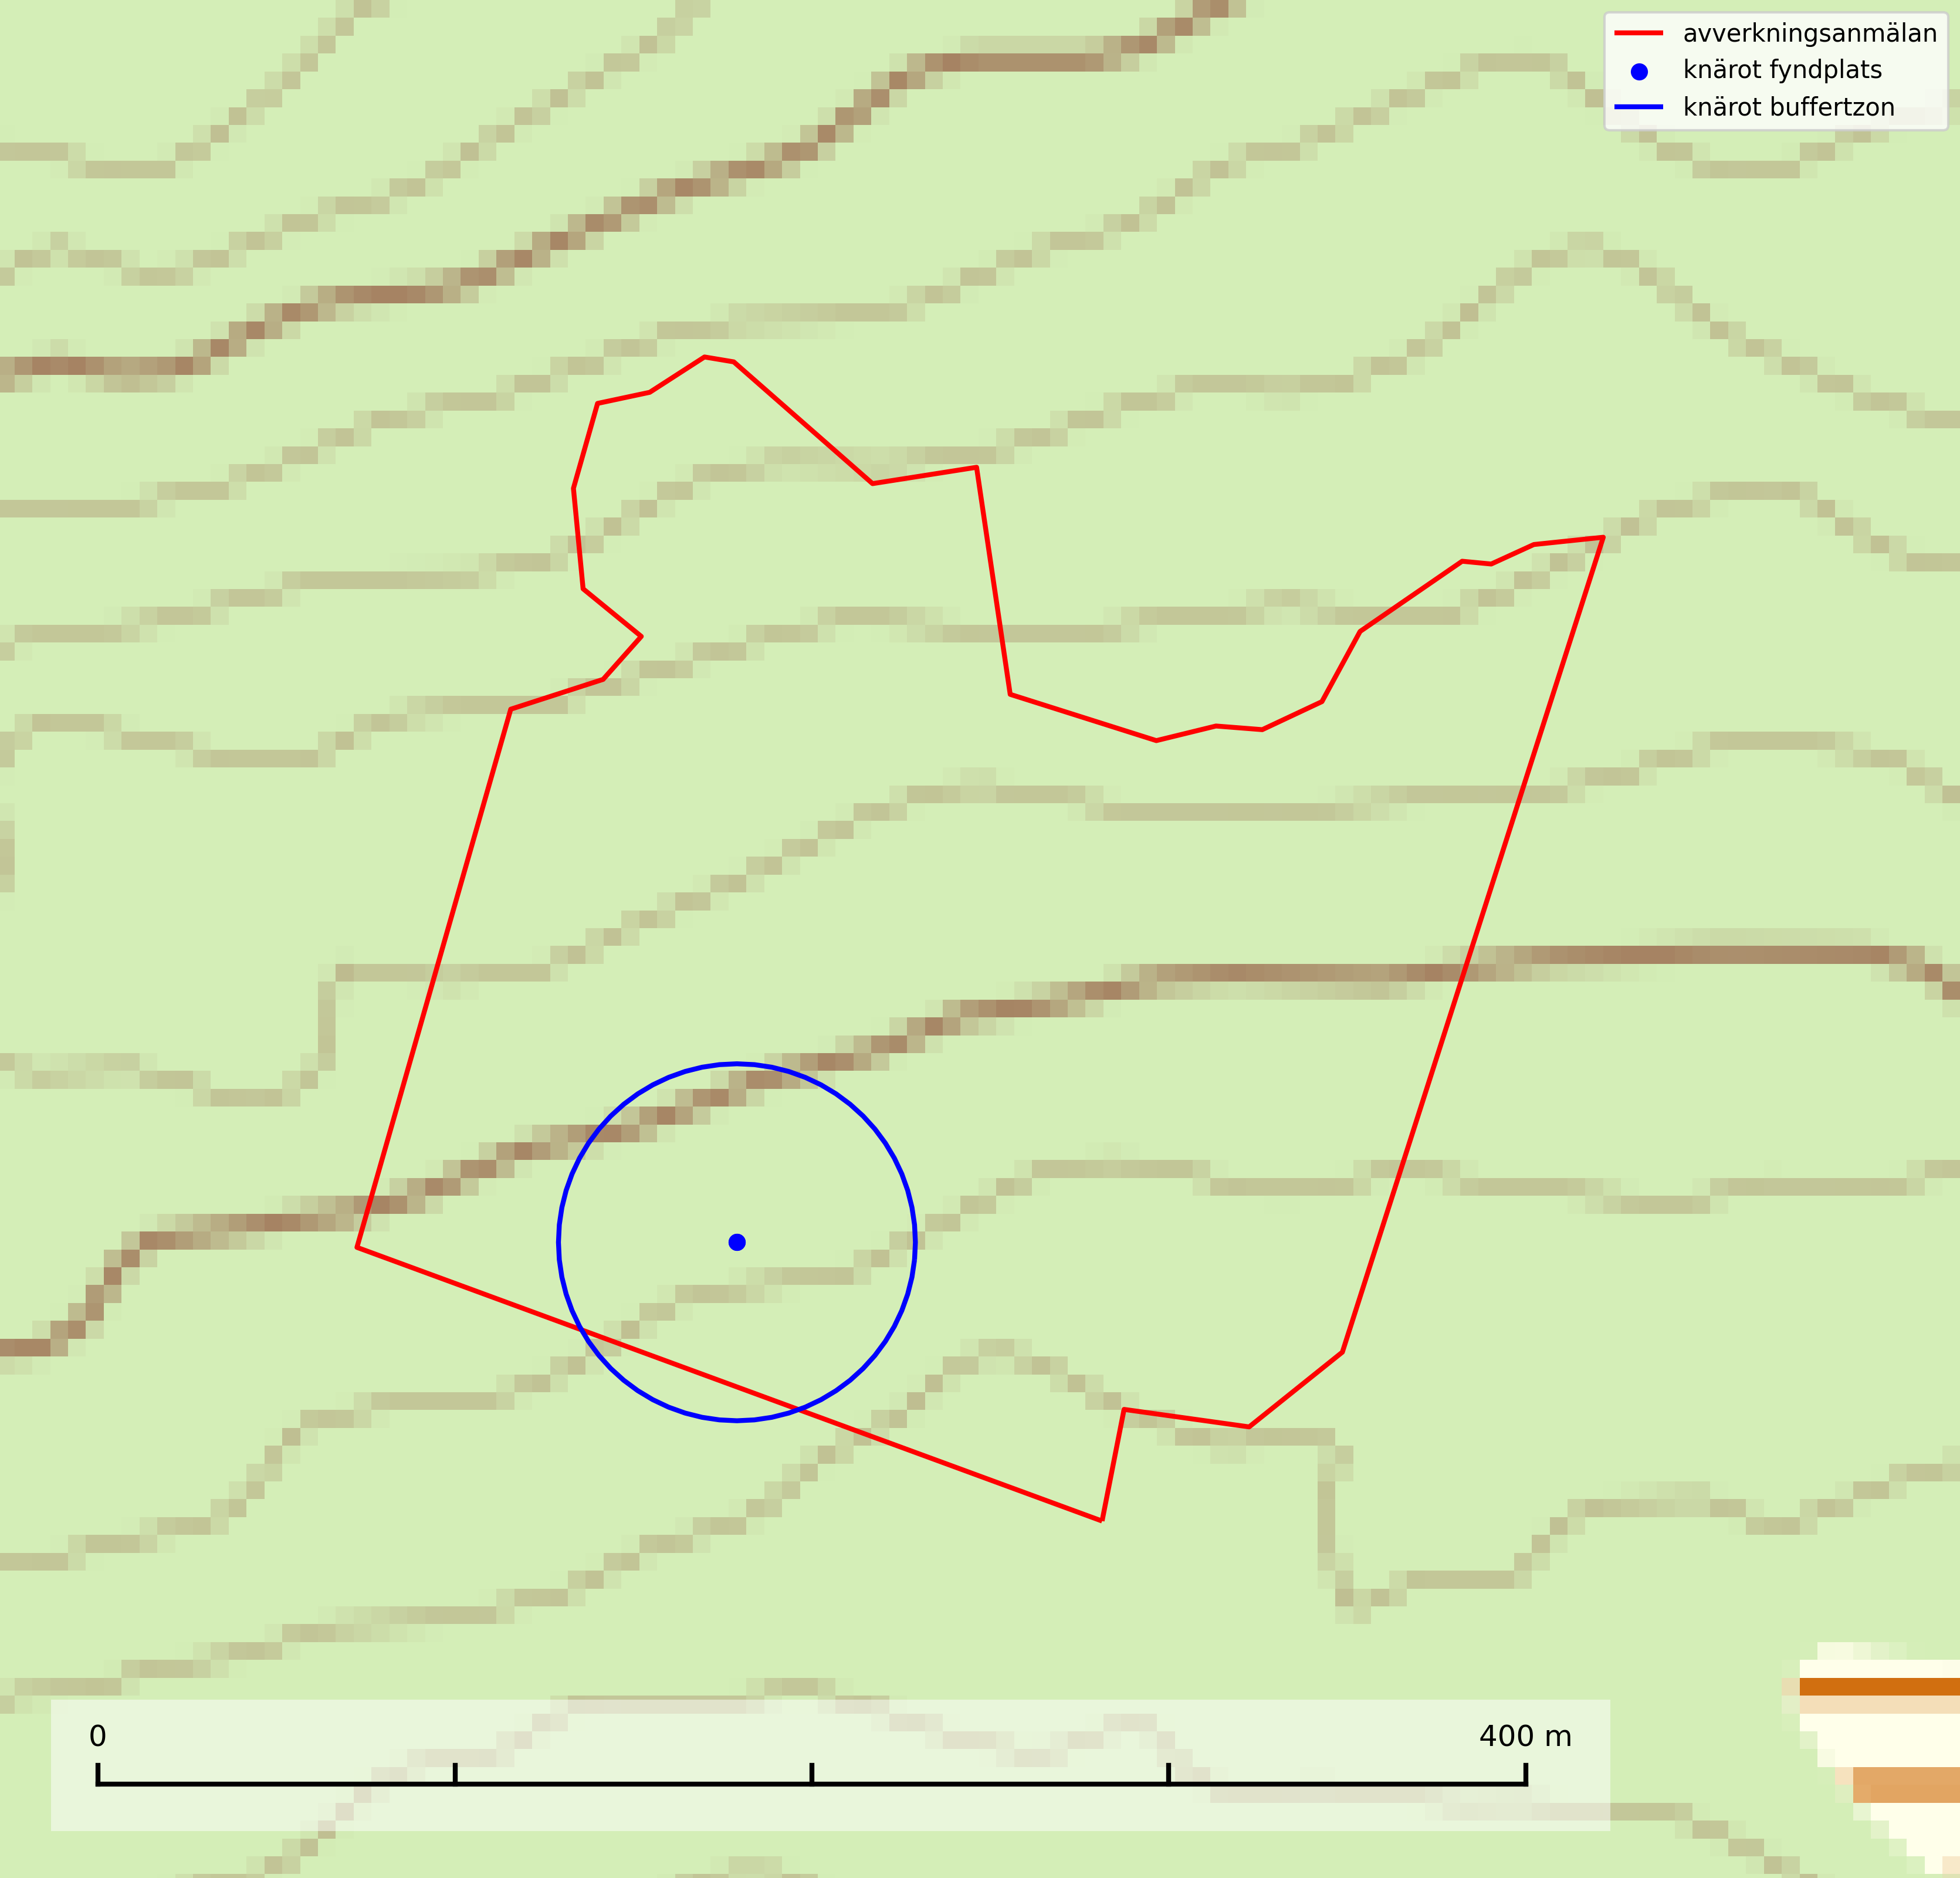 avverkningsanmälan
knärot fyndplats
knärot buffertzon
0
400 m